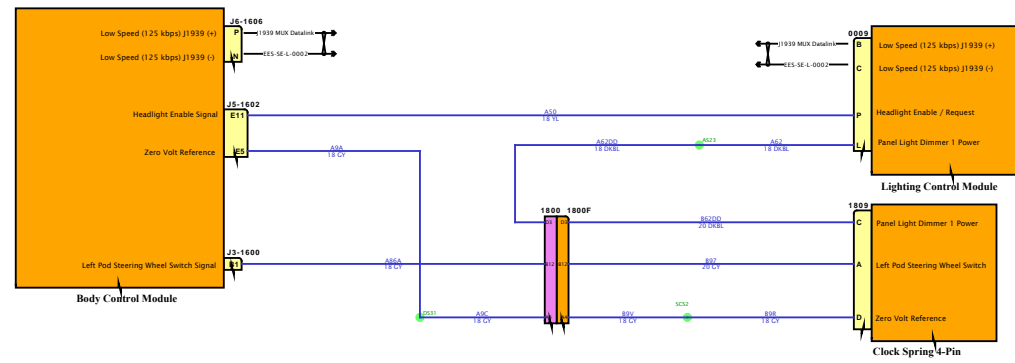 J6-1606
Low Speed (125 kbps) J1939 (+)
P
J1939 MUX Datalink
Low Speed (125 kbps) J1939 (-)
N
EES-SE-L-0002
J5-1602
Headlight Enable Signal
E11
A50
18 YL
Zero Volt Reference
E5
A9A
18 GY
J3-1600
Left Pod Steering Wheel Switch Signal
A86A
18 GY
Body Control Module
DS31
A9C
18 GY
A62DD
18 DKBL
AS23
A62
18 DKBL
1800
1800F
D3
D3
B12
B12
B62DD
20 DKBL
B97
20 GY
B9V
18 GY
SC52
B9R
18 GY
0009
J1939 MUX Datalink
B
Low Speed (125 kbps) J1939 (+)
EES-SE-L-0002
C
Low Speed (125 kbps) J1939 (-)
P
Headlight Enable / Request
L
Panel Light Dimmer 1 Power
Lighting Control Module
1809
C
Panel Light Dimmer 1 Power
A
Left Pod Steering Wheel Switch
D
Zero Volt Reference
Clock Spring 4-Pin